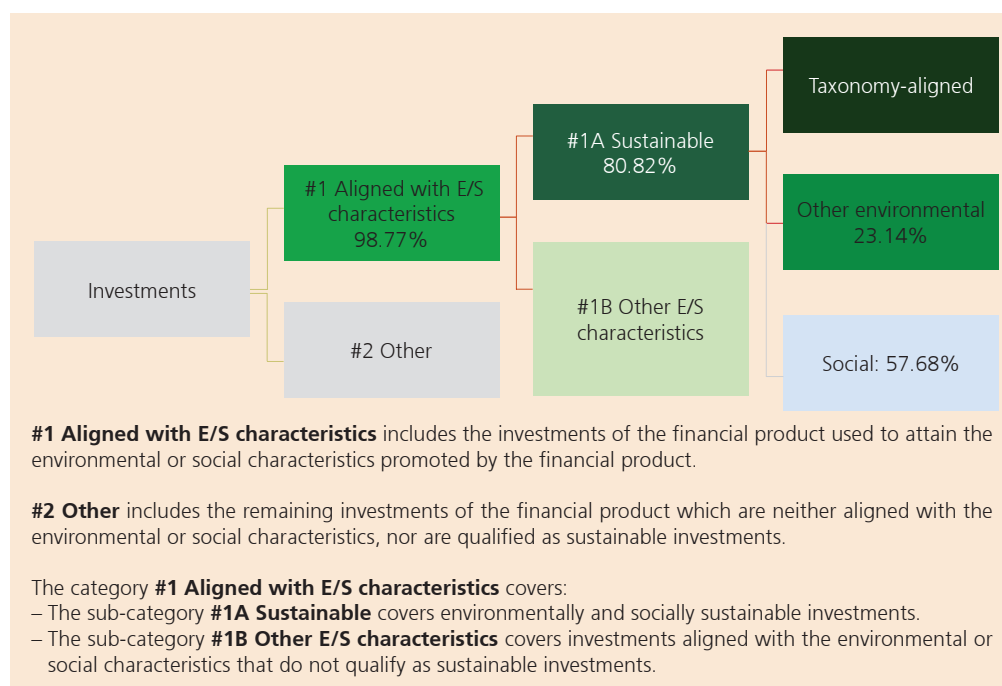 Taxonomy-aligned
#1A Sustainable
80.82%
#1 Aligned with E/S
characteristics
98.77%
Other environmental
23.14%
Investments
#1B Other E/S
characteristics
#2 Other
Social: 57.68%
#1 Aligned with E/S characteristics includes the investments of the financial product used to attain the
environmental or social characteristics promoted by the financial product.
#2 Other includes the remaining investments of the financial product which are neither aligned with the
environmental or social characteristics, nor are qualified as sustainable investments.
The category #1 Aligned with E/S characteristics covers:
– The sub-category #1A Sustainable covers environmentally and socially sustainable investments.
– The sub-category #1B Other E/S characteristics covers investments aligned with the environmental or
social characteristics that do not qualify as sustainable investments.